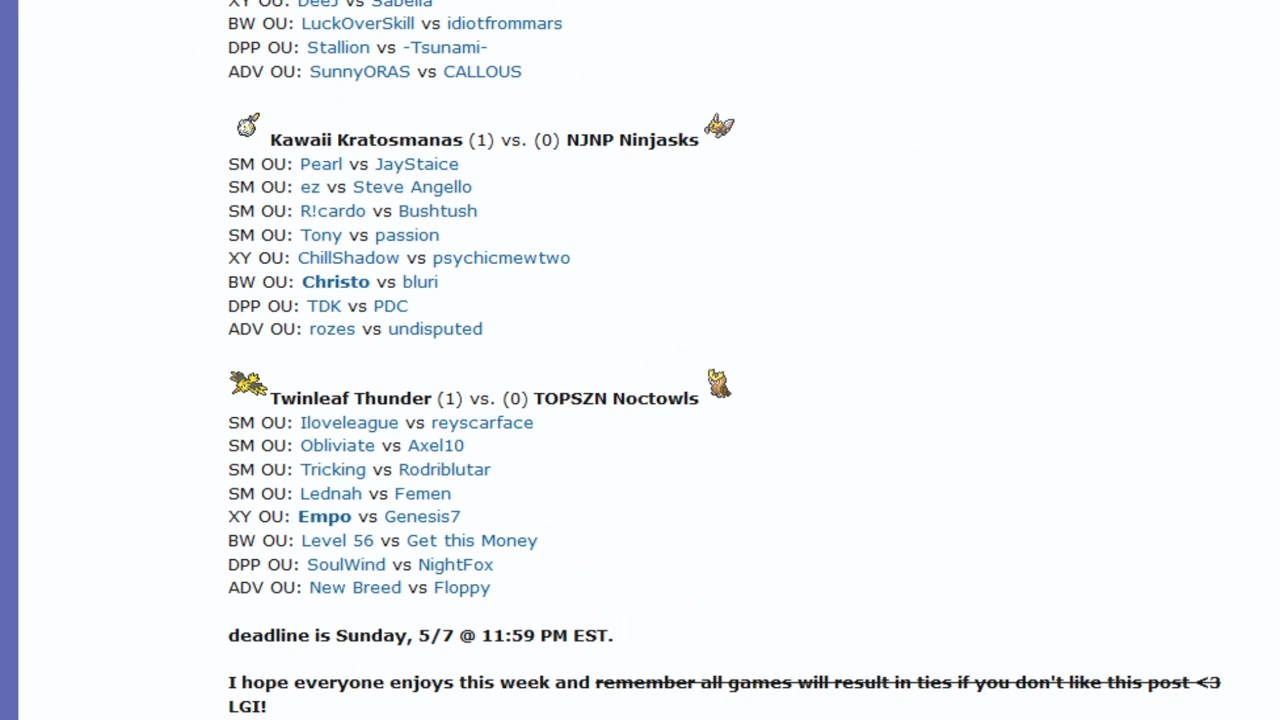 XY OU: DeeJ vs Sabella
BW OU: LuckOverSkill vs idiotfrommars
DPP OU: Stallion vs -Tsunami-
ADV OU: SunnyORAS vs CALLOUS
Kawaii Kratosmanas (1) vs. (0) NJNP Ninjasks
SM OU: Pearl vs JayStaice
SM OU: ez vs Steve Angello
SM OU: R!cardo vs Bushtush
SM OU: Tony vs passion
XY OU: ChillShadow vs psychicmewtwo
BW OU: Christo vs bluri
DPP OU: TDK vs PDC
ADV OU: rozes vs undisputed
Twinleaf Thunder (1) vs. (0) TOPSZN Noctowls
SM OU: Iloveleague vs reyscarface
SM OU: Obliviate vs Axel10
SM OU: Tricking vs Rodriblutar
SM OU: Lednah vs Femen
XY OU: Empo vs Genesis7
BW OU: Level 56 vs Get this Money
DPP OU: SoulWind vs NightFox
ADV OU: New Breed vs Floppy
deadline is Sunday, 5/7 @ 11:59 PM EST.
I hope everyone enjoys this week and remember all games will result in ties if you don't like this post <3
LGI!